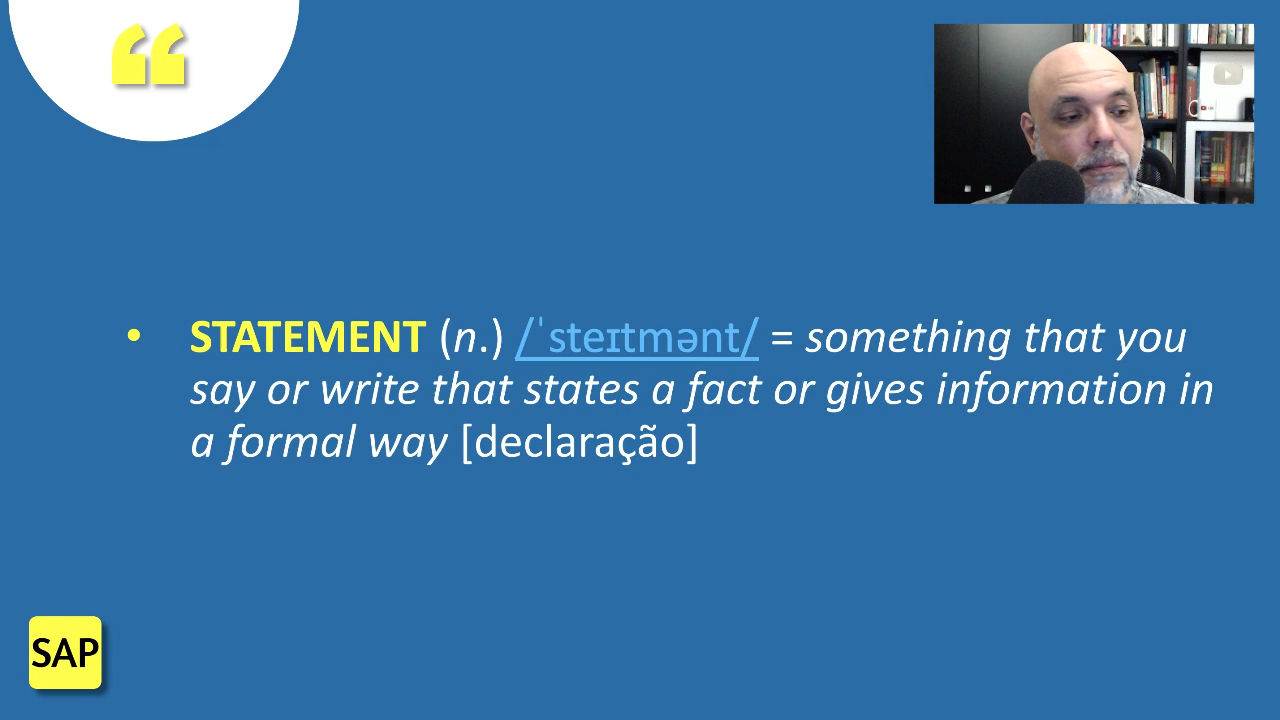 “
• STATEMENT (n.) /ˈsteɪtmənt/ = something that you
say or write that states a fact or gives information in
a formal way [declaração]
SAP